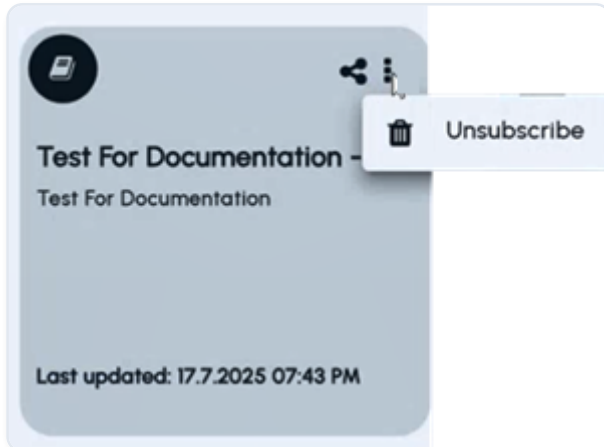 Unsubscribe
Test For Documentation -
Test For Documentation
Last updated: 17.7.2025 07:43 PM